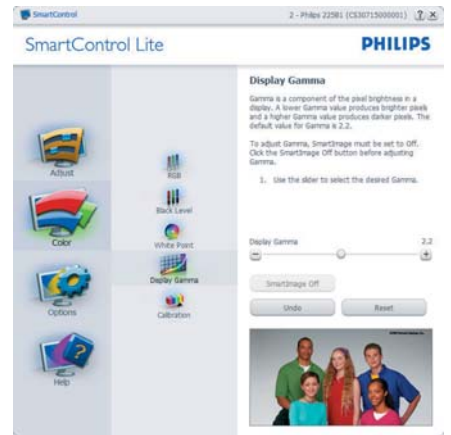 SmartControl
2 - Philips 225B1 (CS30715000001)
SmartControl Lite
PHILIPS
Adjust
Color
Options
Help
RGB
Black Level
White Point
Display Gamma
Calibration
Display Gamma
Gamma is a component of the pixel brightness in a
display. A lower Gamma value produces brighter pixels
and a higher Gamma value produces darker pixels. The
default value for Gamma is 2.2.
To adjust Gamma, SmartImage must be set to Off.
Click the SmartImage Off button before adjusting
Gamma.
1. Use the slider to select the desired Gamma.
Display Gamma
2.2
SmartImage Off
Undo
Reset